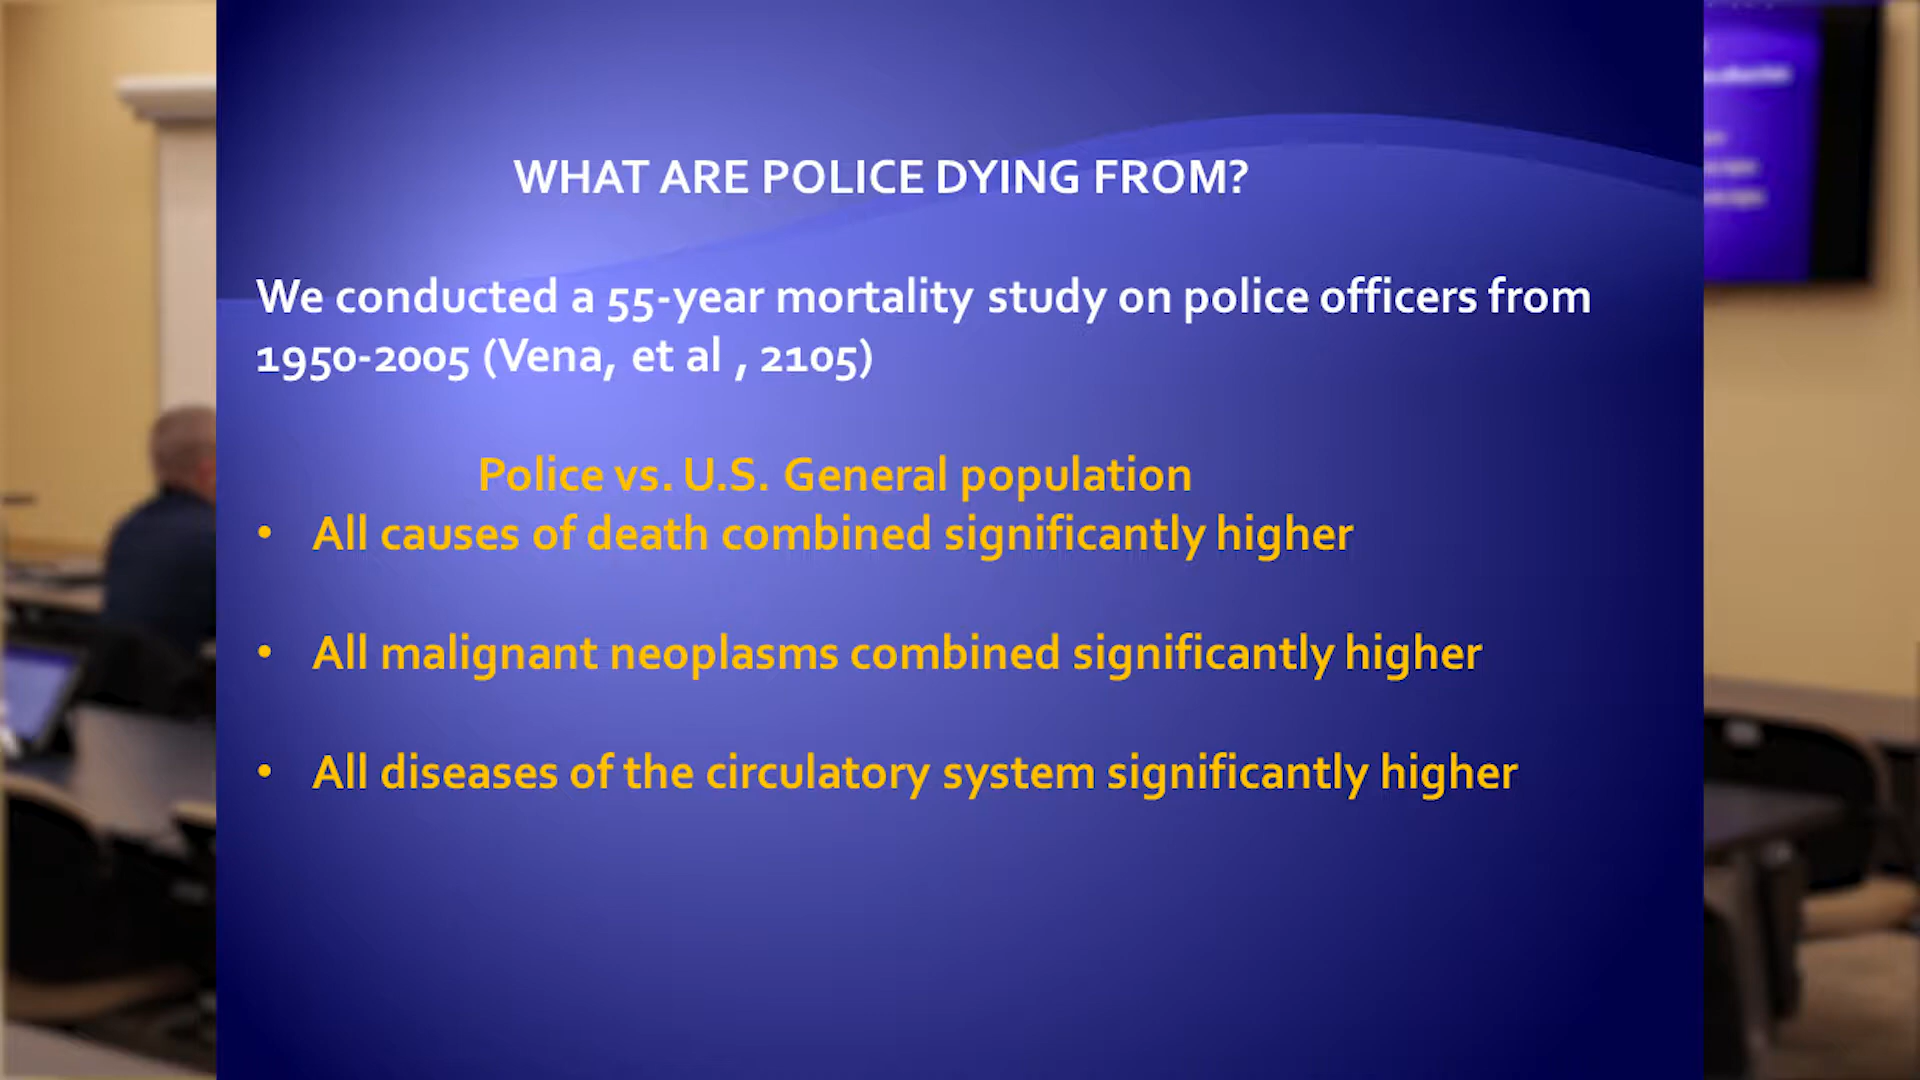 WHAT ARE POLICE DYING FROM?
We conducted a 55-year mortality study on police officers from
1950-2005 (Vena, et al , 2105)
Police vs. U.S. General population
• All causes of death combined significantly higher
• All malignant neoplasms combined significantly higher
• All diseases of the circulatory system significantly higher